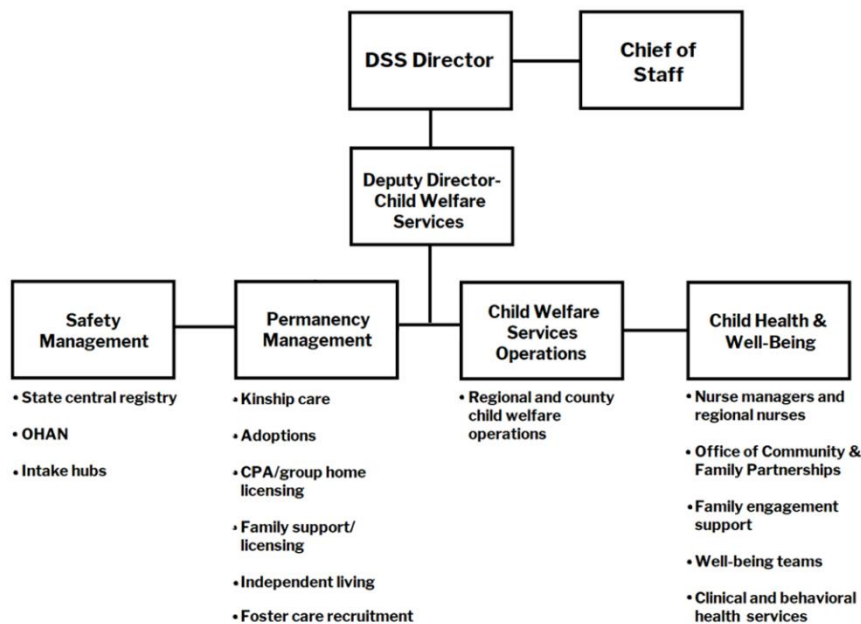 DSS Director
Chief of
Staff
Deputy Director-
Child Welfare
Services
Safety
Management
Permanency
Management
Child Welfare
Services
Operations
Child Health &
Well-Being
• State central registry
• OHAN
• Intake hubs
• Kinship care
• Adoptions
• CPA/group home
licensing
• Family support/
licensing
• Independent living
• Foster care recruitment
• Regional and county
child welfare
operations
• Nurse managers and
regional nurses
• Office of Community &
Family Partnerships
• Family engagement
support
• Well-being teams
• Clinical and behavioral
health services